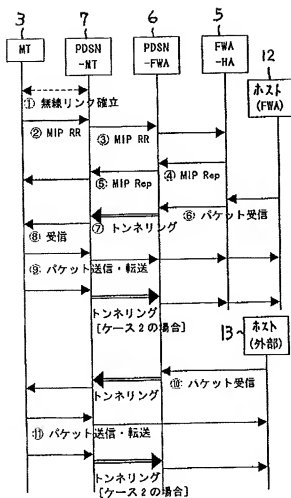 3
7
6
5
12
MT
PDSN
-MT
PDSN
-FWA
FWA
-HA
ホスト
(FWA)
① 無線リンク確立
② MIP RR
③ MIP RR
④ MIP Rep
⑤ MIP Rep
⑥ パケット受信
⑦ トンネリング
⑧ 受信
⑨ パケット送信・転送
トンネリング
[ケース2の場合]
13
ホスト
(外部)
⑩ パケット受信
トンネリング
⑪ パケット送信・転送
トンネリング
[ケース2の場合]